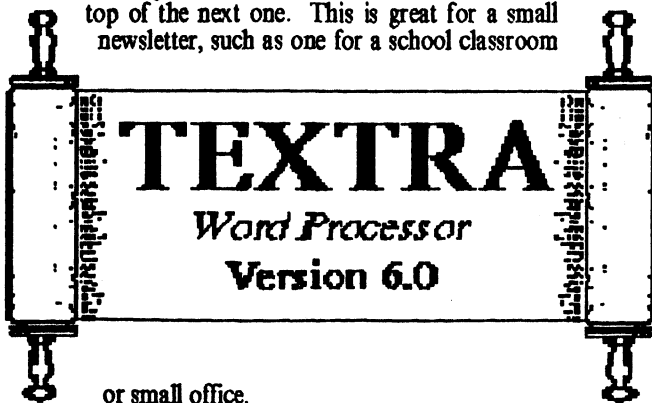 top of the next one. This is great for a small
newsletter, such as one for a school classroom
TEXTRA
Word Processor
Version 6.0
or small office.